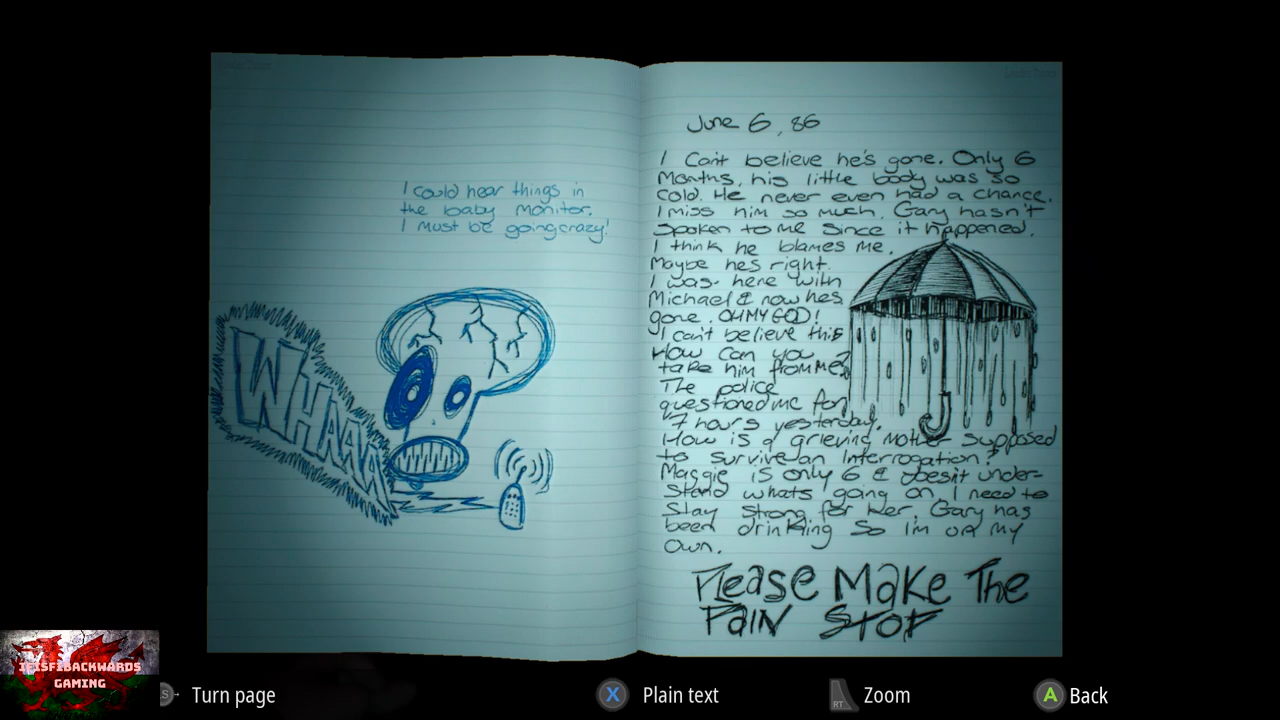 I could hear things in
the baby monitor.
I must be going crazy!
WHAAA
June 6, 86
I Can't believe he's gone. Only 6
Months, his little body was so
cold. He never even had a chance.
I miss him so much. Gary hasn't
spoken to me since it happened.
I think he blames me.
Maybe hes right.
I was here with
Michael & now hes
gone. OH MY GOD!
I can't believe this
How can you
take him from me?
The police
questioned me for
7 hours yesterday.
How is a grieving Mother supposed
to survive an Interrogation?
Maggie is only 6 & doesn't under-
stand whats going on. I need to
Stay strong for her. Gary has
been drinking so I'm on my
own.
Please Make The
Pain Stop
IFISFIBACKWARDS
GAMING
S
Turn page
X
Plain text
RT
Zoom
A
Back